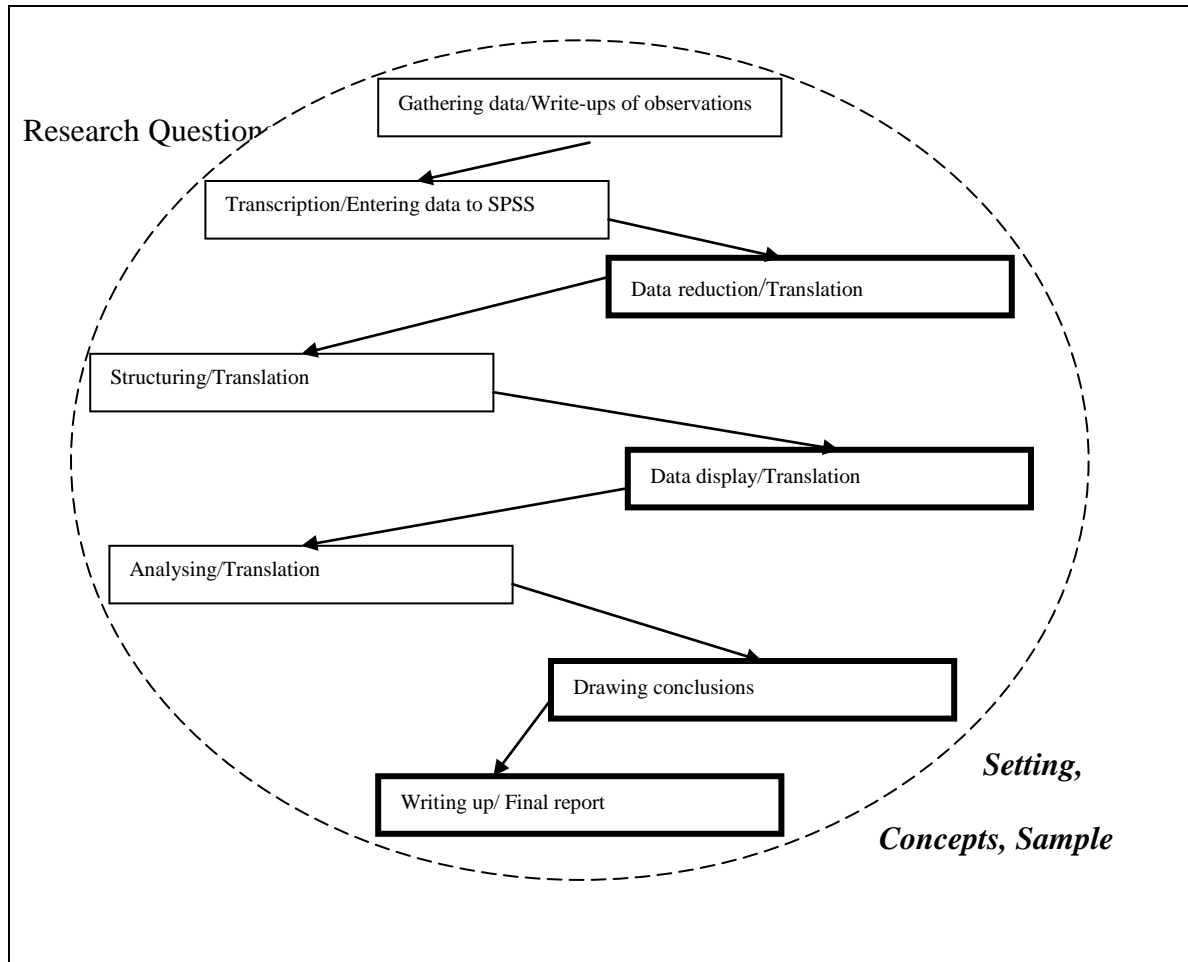 Gathering data/Write-ups of observations
Research Question
Transcription/Entering data to SPSS
Data reduction/Translation
Structuring/Translation
Data display/Translation
Analysing/Translation
Drawing conclusions
Setting,
Writing up/ Final report
Concepts, Sample